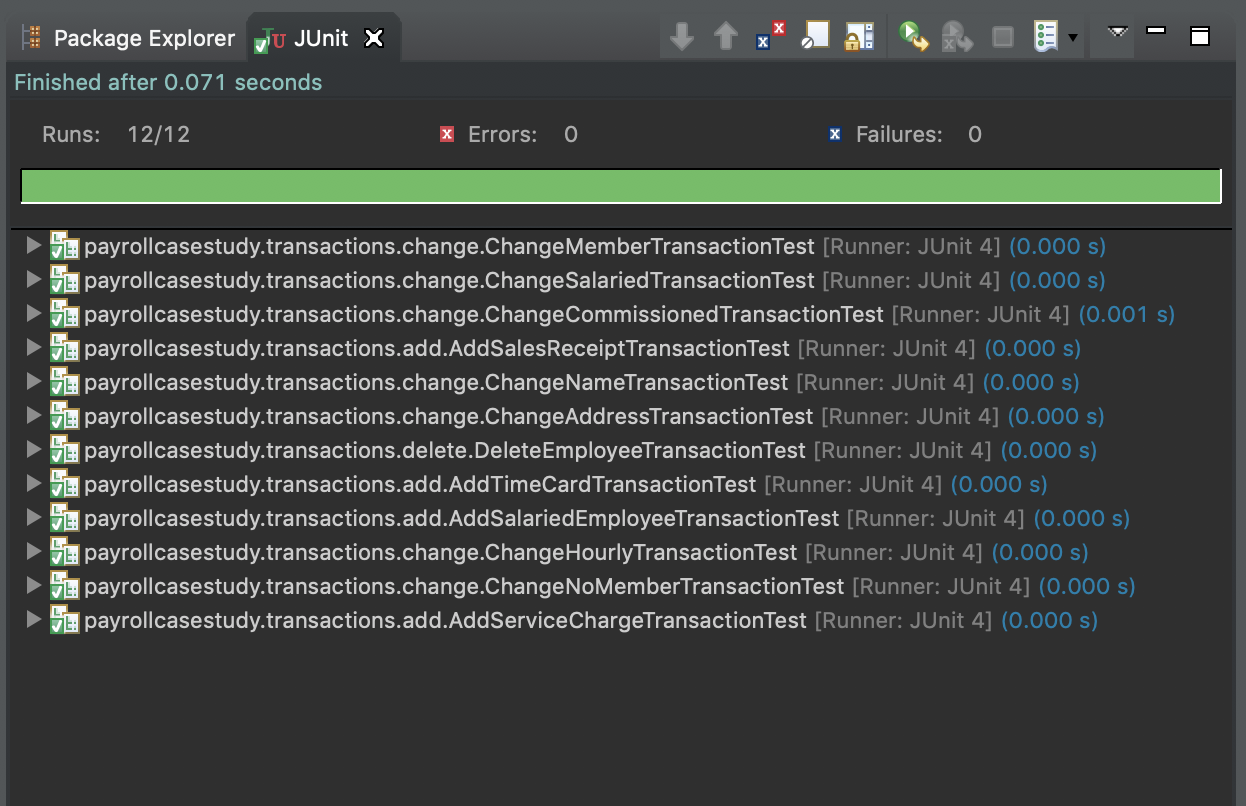 Package Explorer JUnit
Finished after 0.071 seconds
Runs: 12/12 Errors: 0 Failures: 0
payrollcasestudy.transactions.change.ChangeMemberTransactionTest [Runner: JUnit 4] (0.000 s)
payrollcasestudy.transactions.change.ChangeSalariedTransactionTest [Runner: JUnit 4] (0.000 s)
payrollcasestudy.transactions.change.ChangeCommissionedTransactionTest [Runner: JUnit 4] (0.001 s)
payrollcasestudy.transactions.add.AddSalesReceiptTransactionTest [Runner: JUnit 4] (0.000 s)
payrollcasestudy.transactions.change.ChangeNameTransactionTest [Runner: JUnit 4] (0.000 s)
payrollcasestudy.transactions.change.ChangeAddressTransactionTest [Runner: JUnit 4] (0.000 s)
payrollcasestudy.transactions.delete.DeleteEmployeeTransactionTest [Runner: JUnit 4] (0.000 s)
payrollcasestudy.transactions.add.AddTimeCardTransactionTest [Runner: JUnit 4] (0.000 s)
payrollcasestudy.transactions.add.AddSalariedEmployeeTransactionTest [Runner: JUnit 4] (0.000 s)
payrollcasestudy.transactions.change.ChangeHourlyTransactionTest [Runner: JUnit 4] (0.000 s)
payrollcasestudy.transactions.change.ChangeNoMemberTransactionTest [Runner: JUnit 4] (0.000 s)
payrollcasestudy.transactions.add.AddServiceChargeTransactionTest [Runner: JUnit 4] (0.000 s)